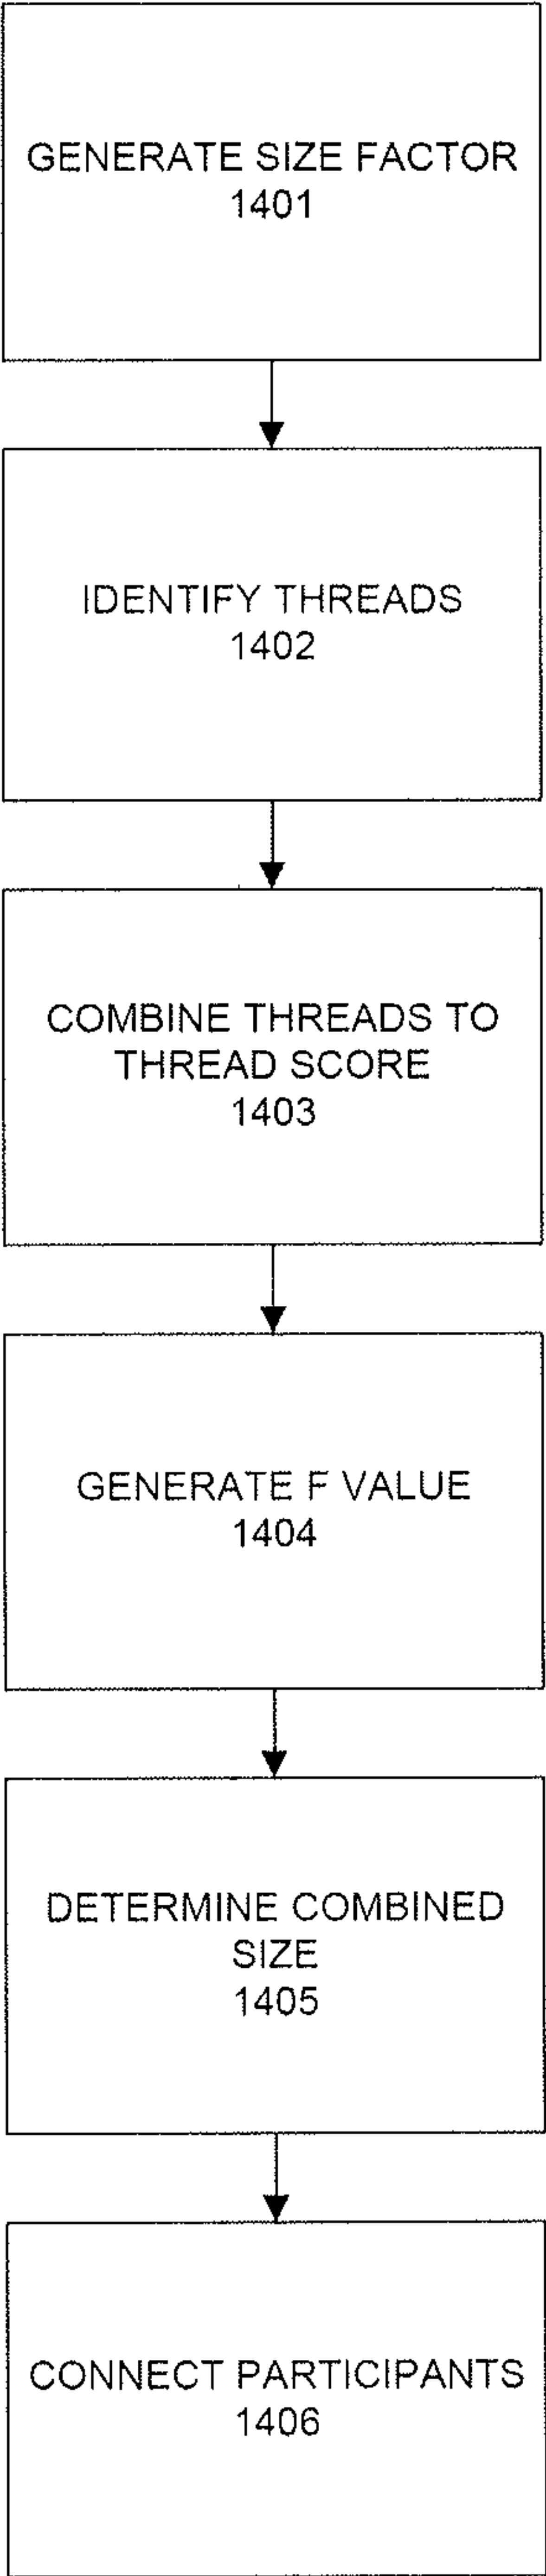 GENERATE SIZE FACTOR
1401
IDENTIFY THREADS
1402
COMBINE THREADS TO
THREAD SCORE
1403
GENERATE F VALUE
1404
DETERMINE COMBINED
SIZE
1405
CONNECT PARTICIPANTS
1406